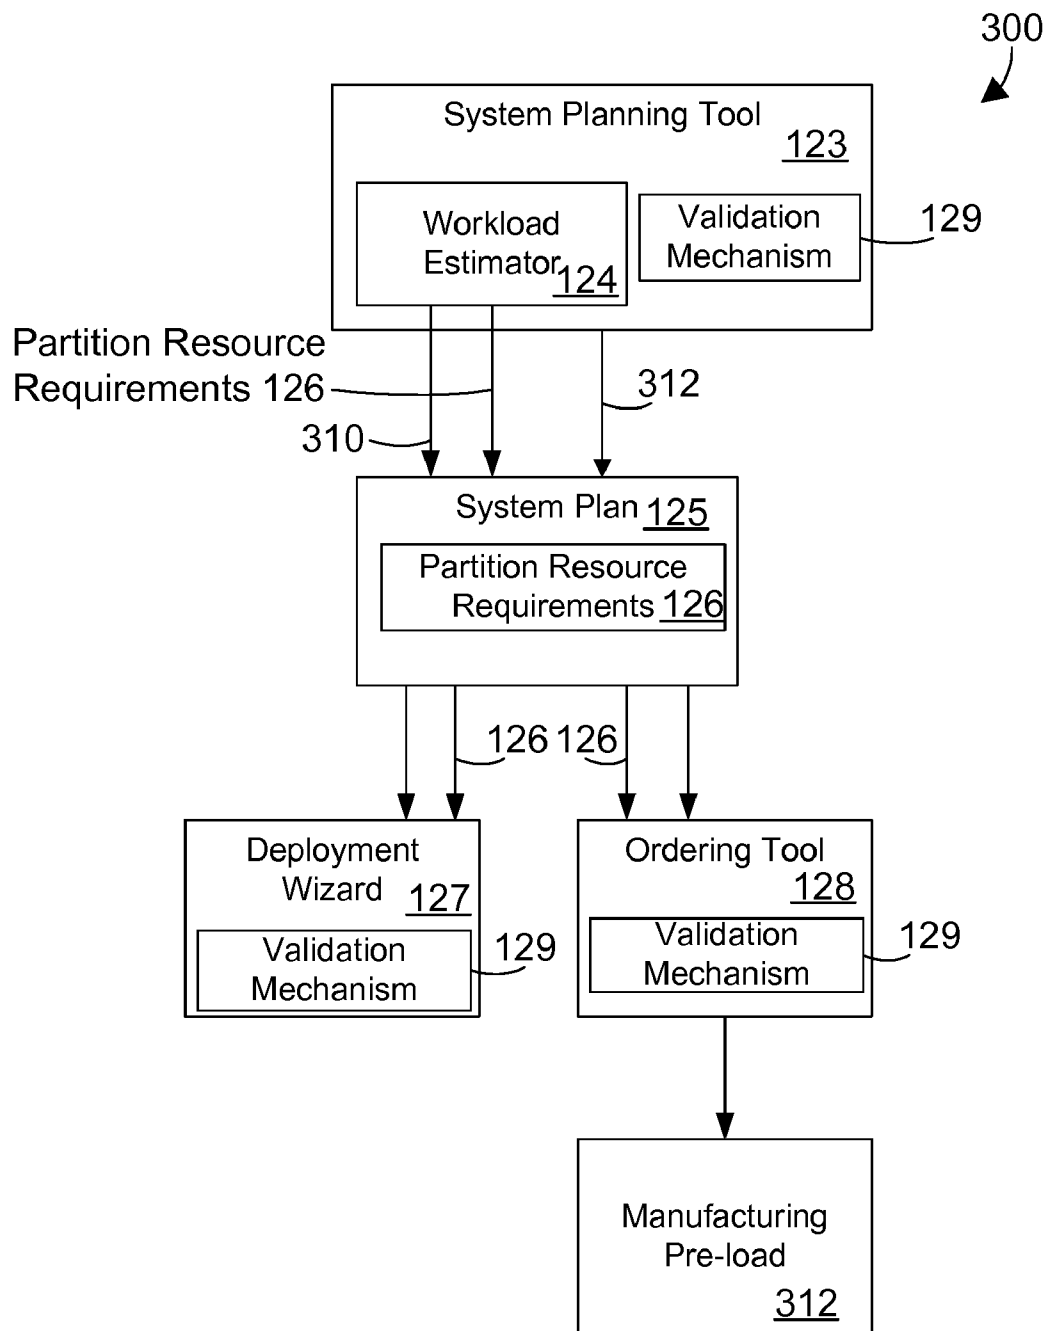 300
System Planning Tool
123
Workload
Estimator
124
Validation
Mechanism
129
Partition Resource
Requirements 126
310
312
System Plan 125
Partition Resource
Requirements 126
126 126
Deployment
Wizard
127
Validation
Mechanism
129
Ordering Tool
128
Validation
Mechanism
129
Manufacturing
Pre-load
312